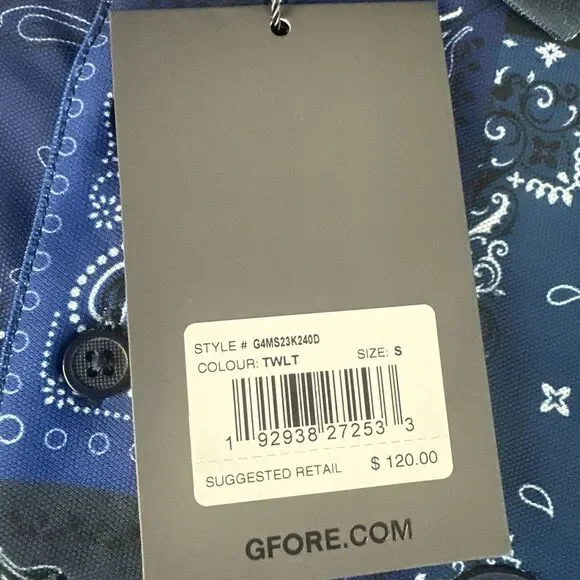 STYLE # G4MS23K240D
COLOUR: TWLT SIZE: S
1 92938 27253 3
SUGGESTED RETAIL $ 120.00
GFORE.COM